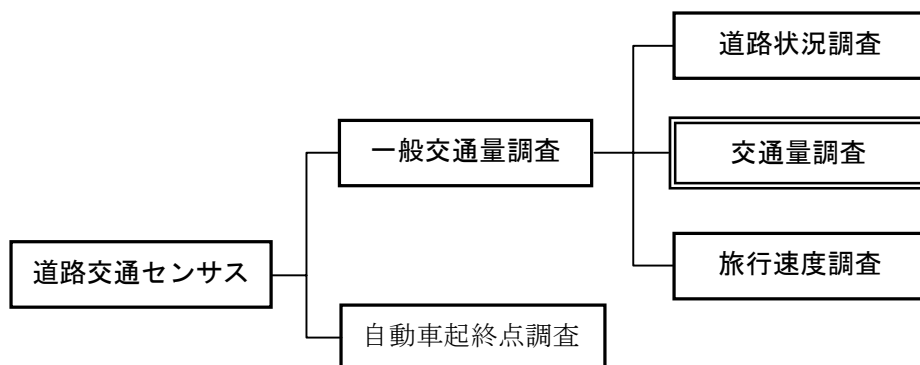 道路状況調査
一般交通量調査
交通量調査
道路交通センサス
旅行速度調査
自動車起終点調査